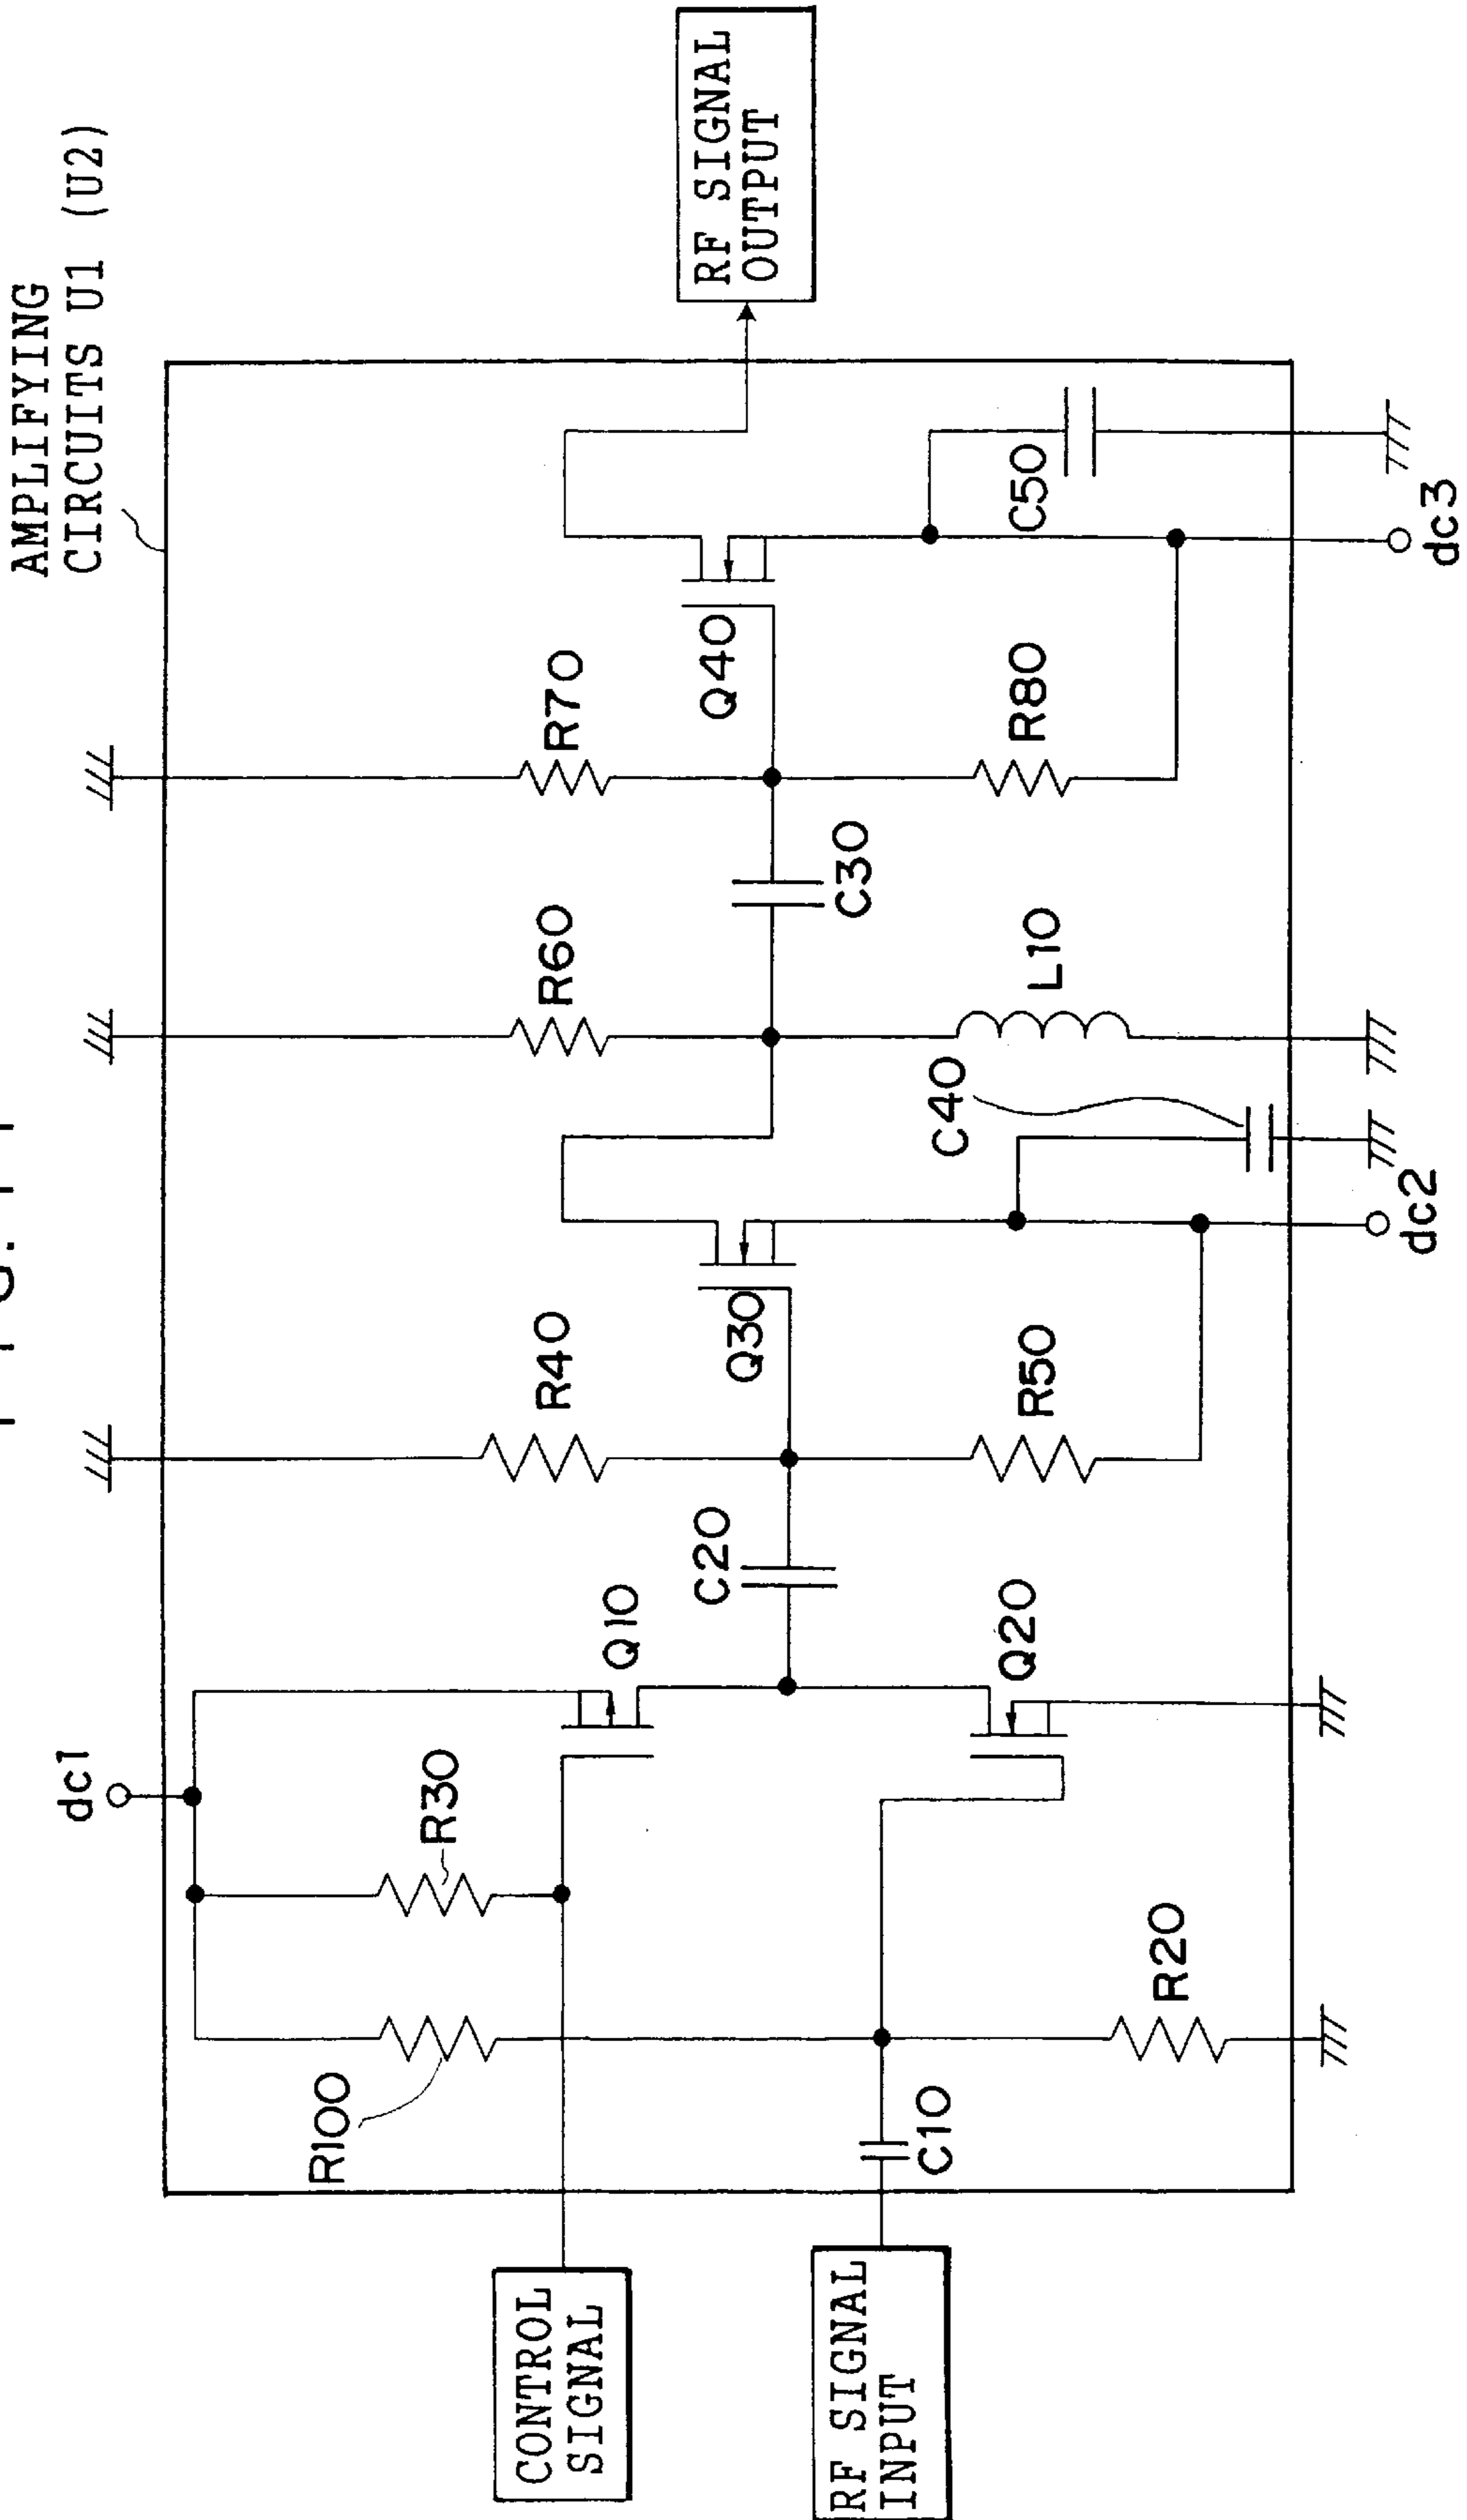 AMPLIFYING
CIRCUITS U1 (U2)
dc1
R100
R30
Q10
C20
R40
R60
R70
RF SIGNAL
OUTPUT
CONTROL
SIGNAL
Q30
Q40
C30
RF SIGNAL
INPUT
C10
R20
Q20
R50
C40
L10
R80
C50
dc2
dc3